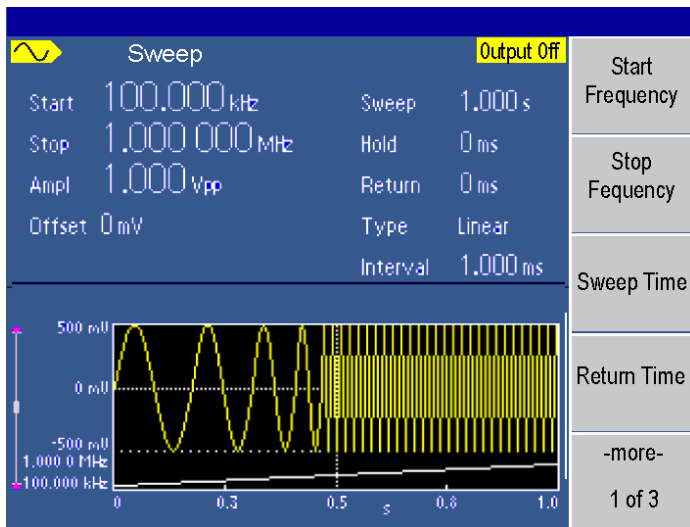 Sweep
Output Off
Start 100.000 kHz
Sweep 1.000 s
Stop 1.000 000 MHz
Hold 0 ms
Ampl 1.000 Vpp
Return 0 ms
Offset 0 mV
Type Linear
Interval 1.000 ms
500 mU
0 mU
-500 mU
1.000 0 MHz
100.000 kHz
0 0.3 0.5 0.8 1.0
s
Start
Frequency
Stop
Fequency
Sweep Time
Return Time
-more-
1 of 3